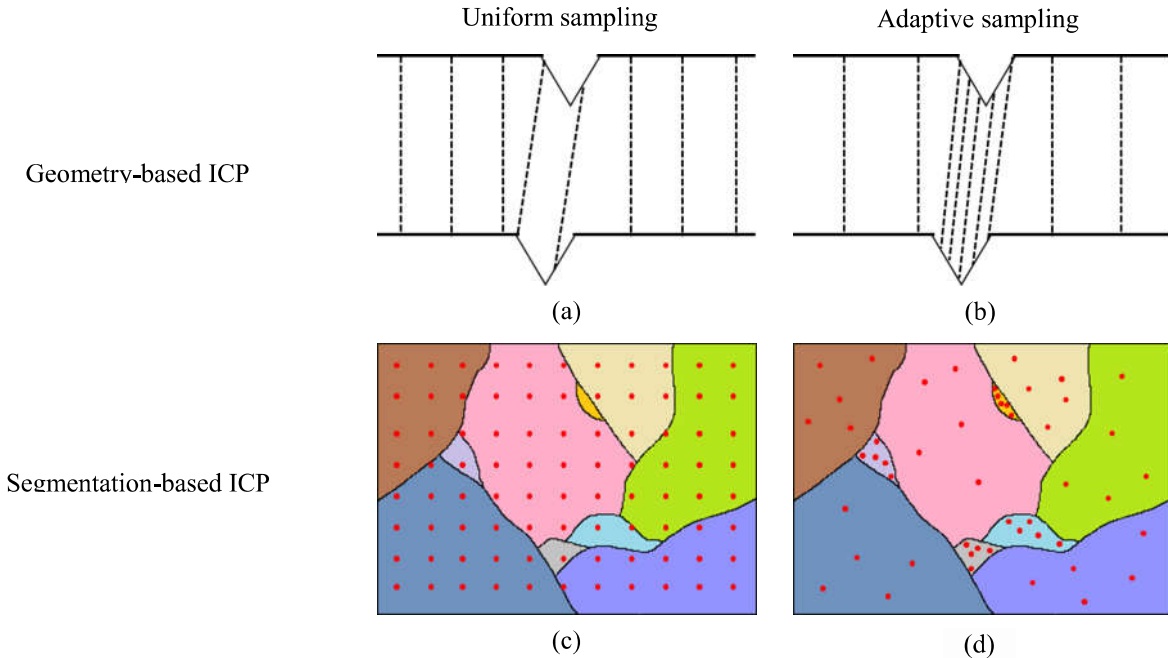 Uniform sampling
Adaptive sampling
Geometry-based ICP
(a)
(b)
Segmentation-based ICP
(c)
(d)